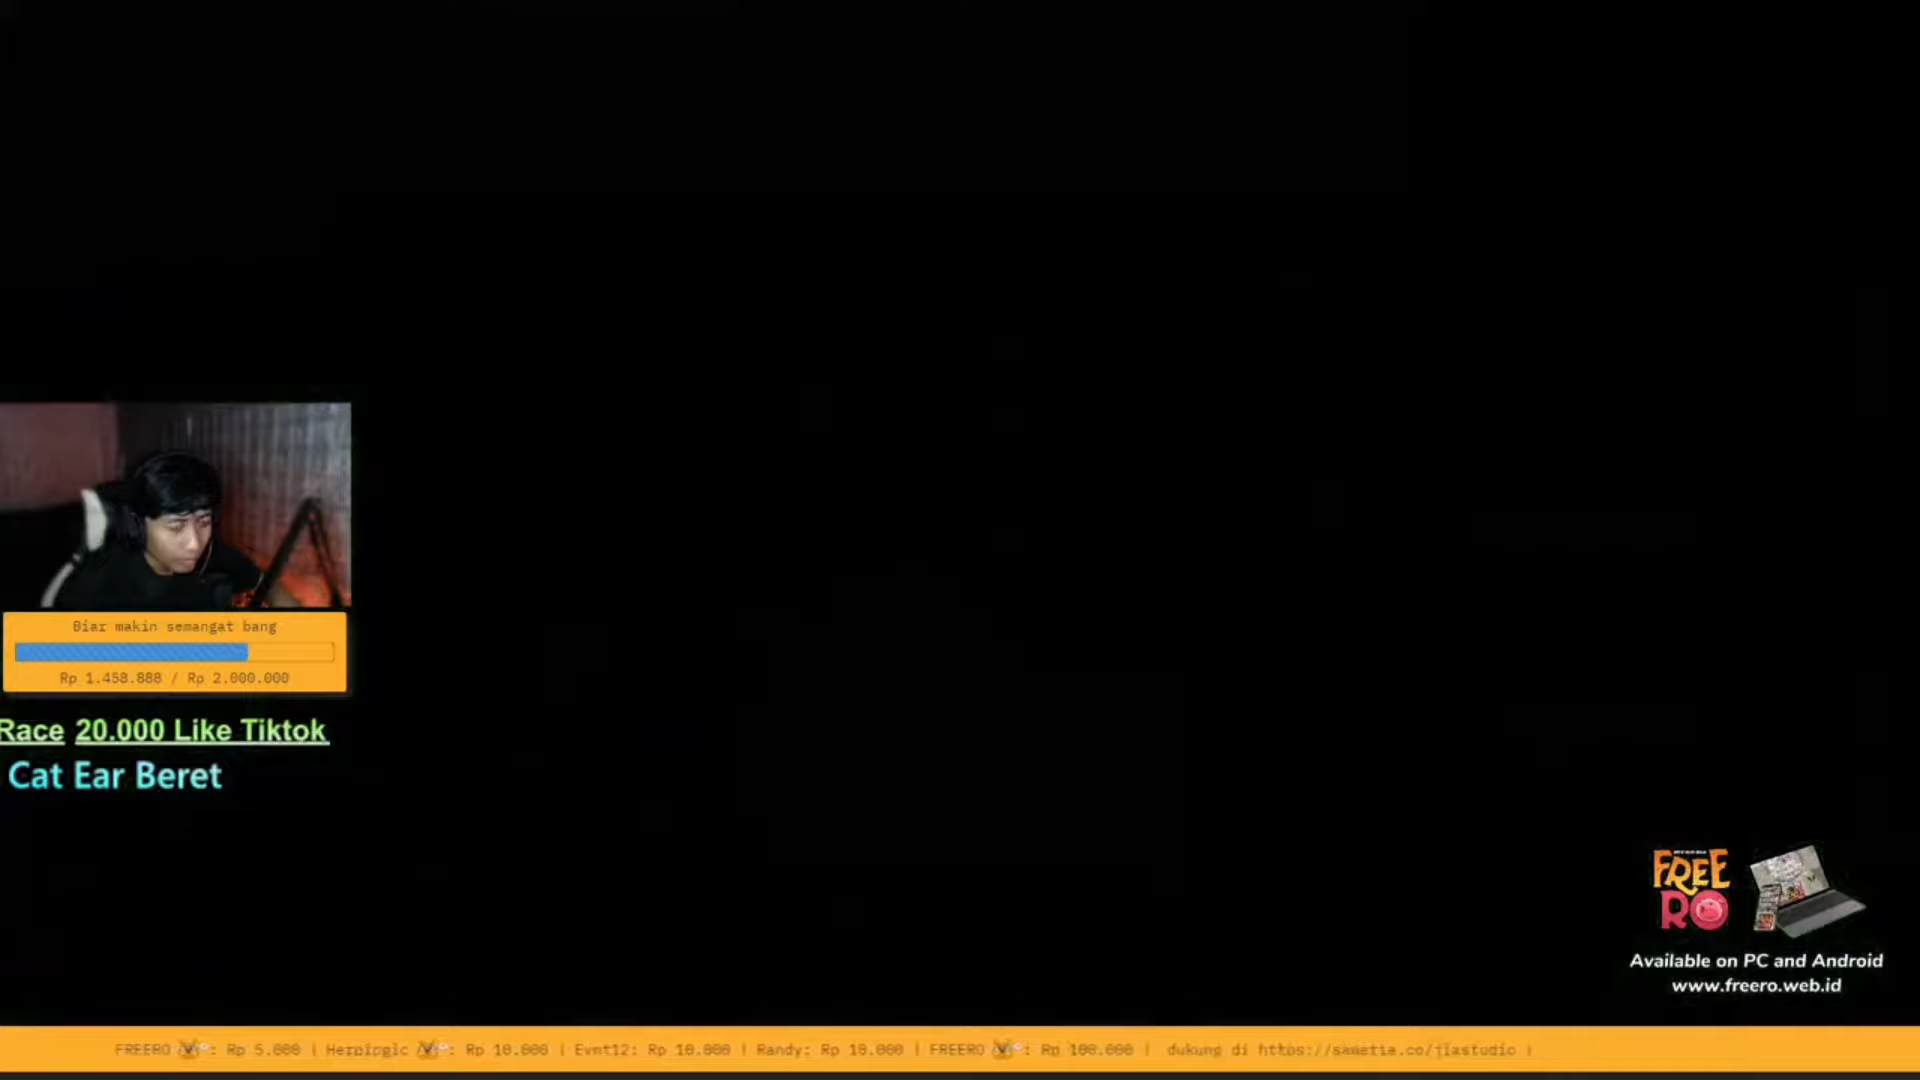 Biar makin semangat bang
Rp 1.458.888 / Rp 2.000.000
Race 20.000 Like Tiktok
Cat Ear Beret
FREE
RO
Available on PC and Android
www.freero.web.id
FREERO : Rp 5.000 | : Rp 10.000 | Evnt12: Rp 10.000 | Randy: Rp 10.000 | FREERO : Rp 100.000 | dukung di